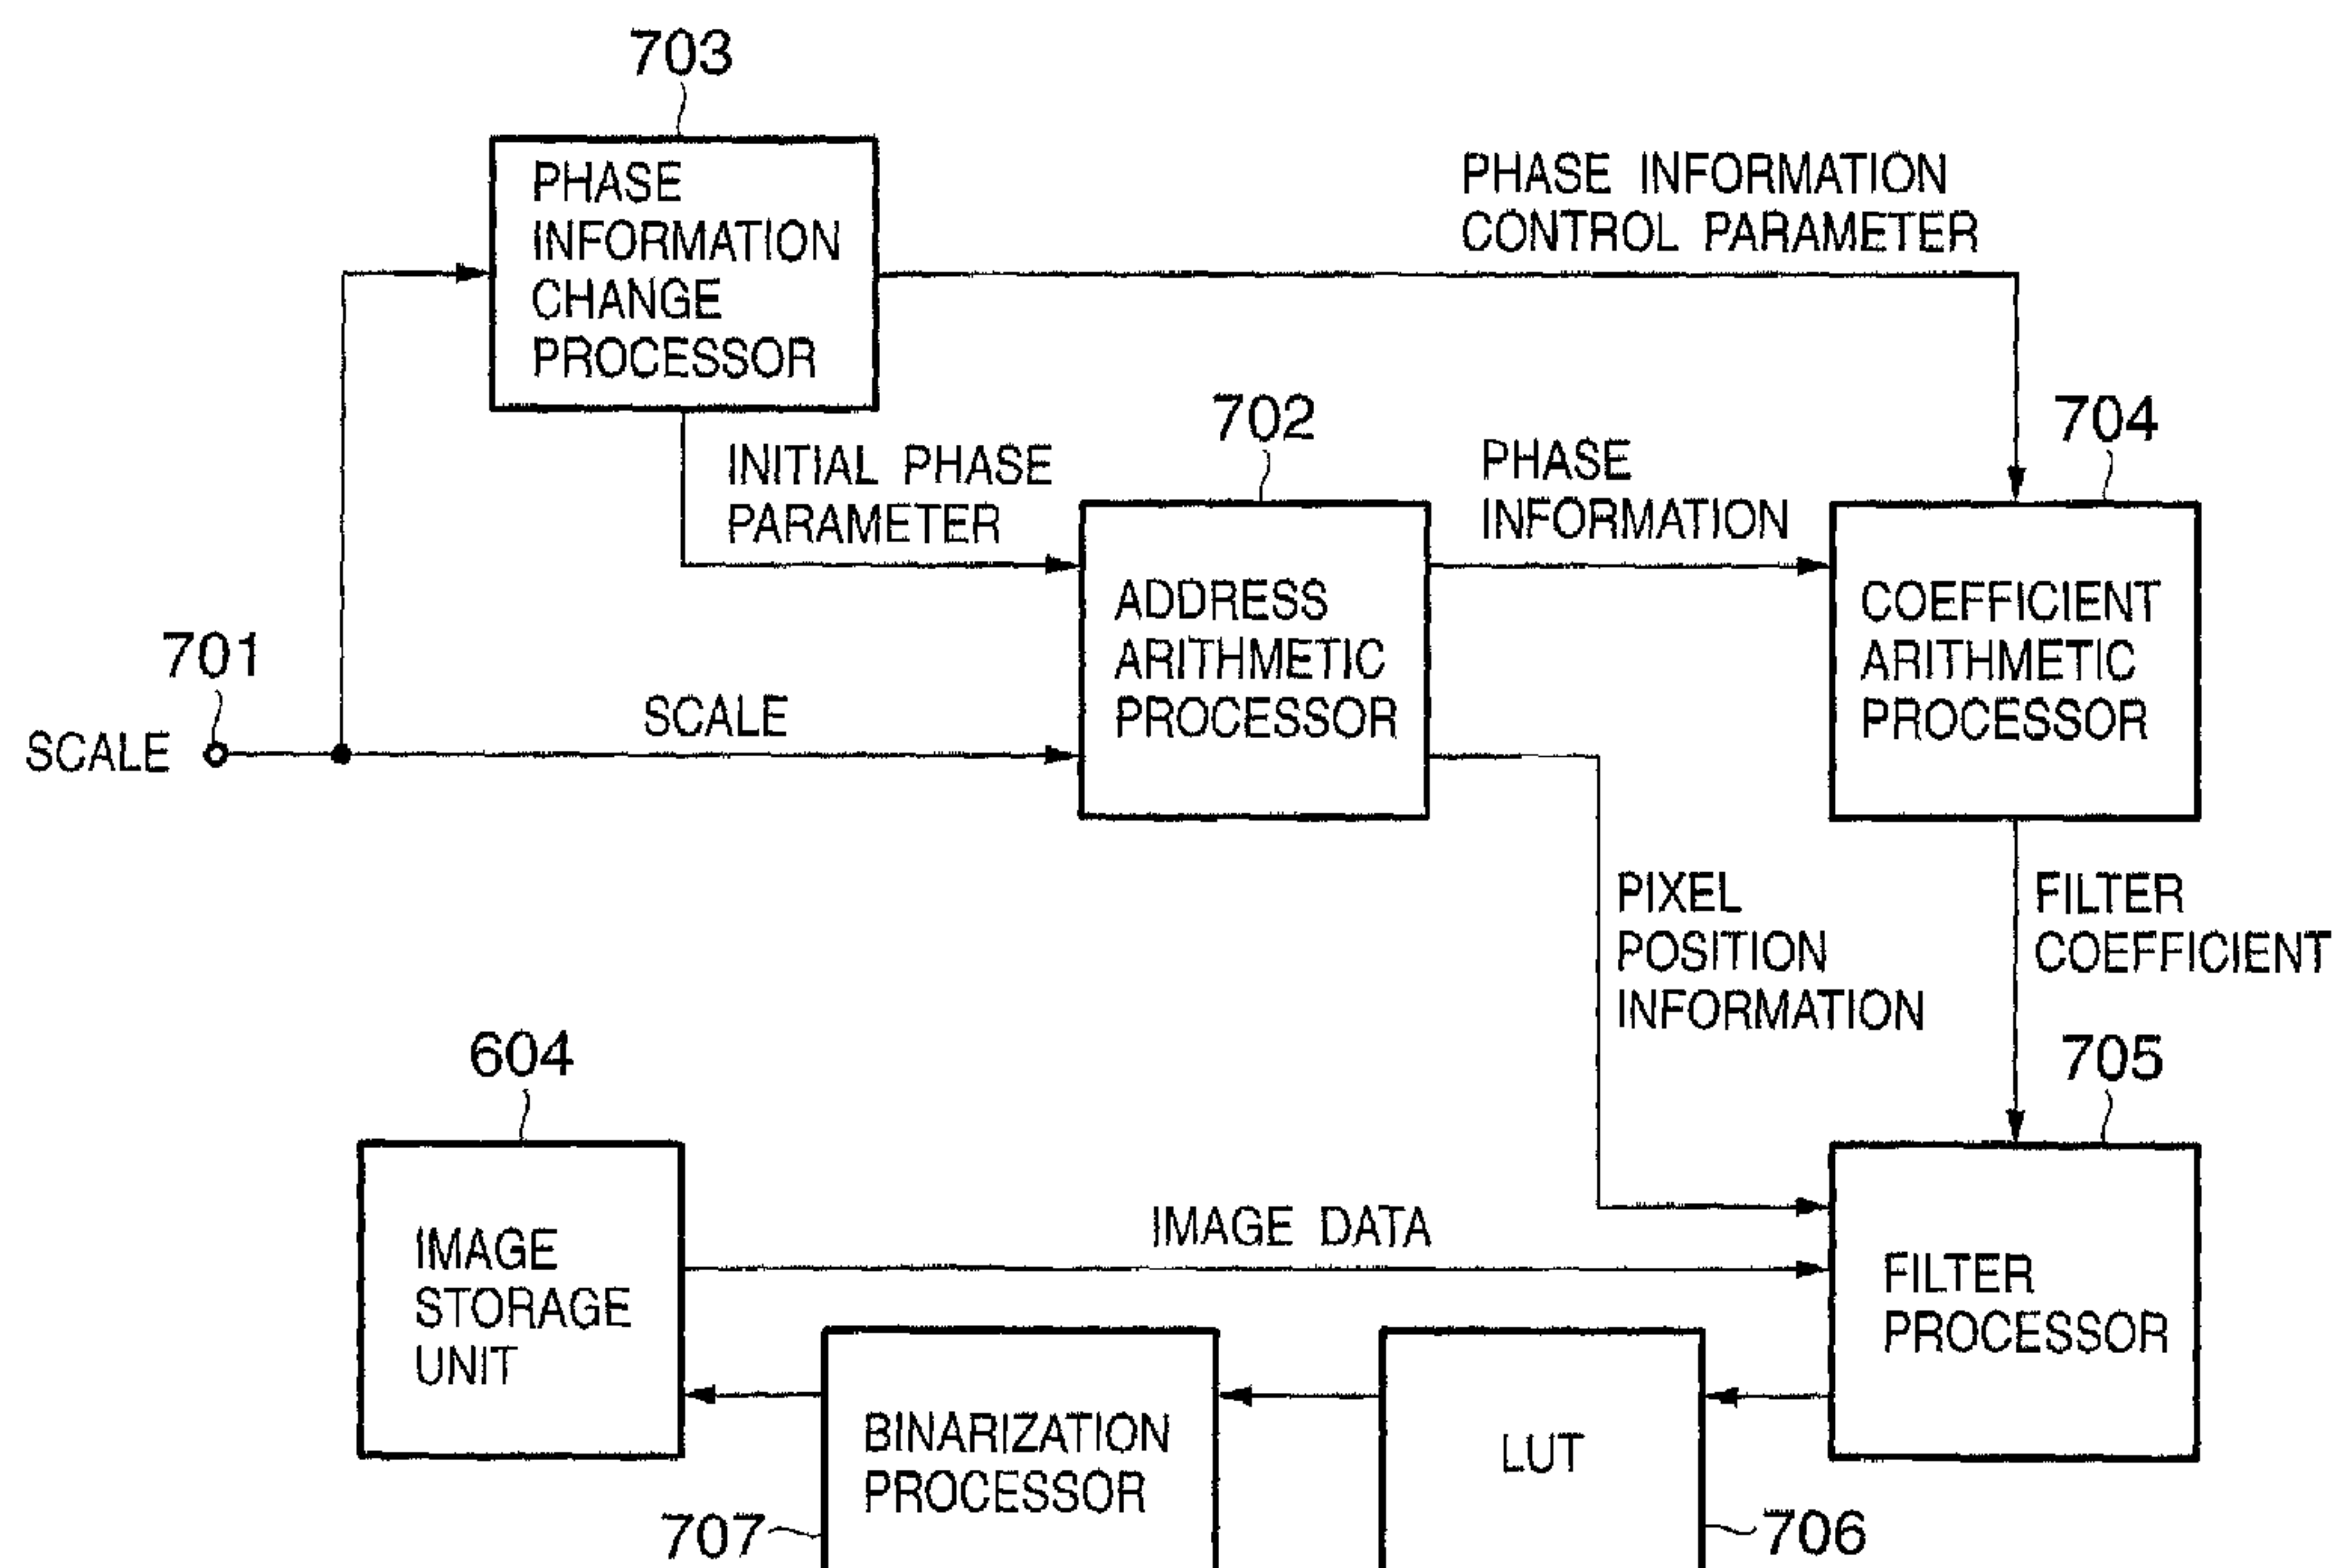 703
PHASE
INFORMATION
CHANGE
PROCESSOR
PHASE INFORMATION
CONTROL PARAMETER
INITIAL PHASE
PARAMETER
702
PHASE
INFORMATION
704
701
SCALE
SCALE
ADDRESS
ARITHMETIC
PROCESSOR
COEFFICIENT
ARITHMETIC
PROCESSOR
PIXEL
POSITION
INFORMATION
FILTER
COEFFICIENT
604
705
IMAGE
STORAGE
UNIT
IMAGE DATA
FILTER
PROCESSOR
BINARIZATION
PROCESSOR
LUT
707
706